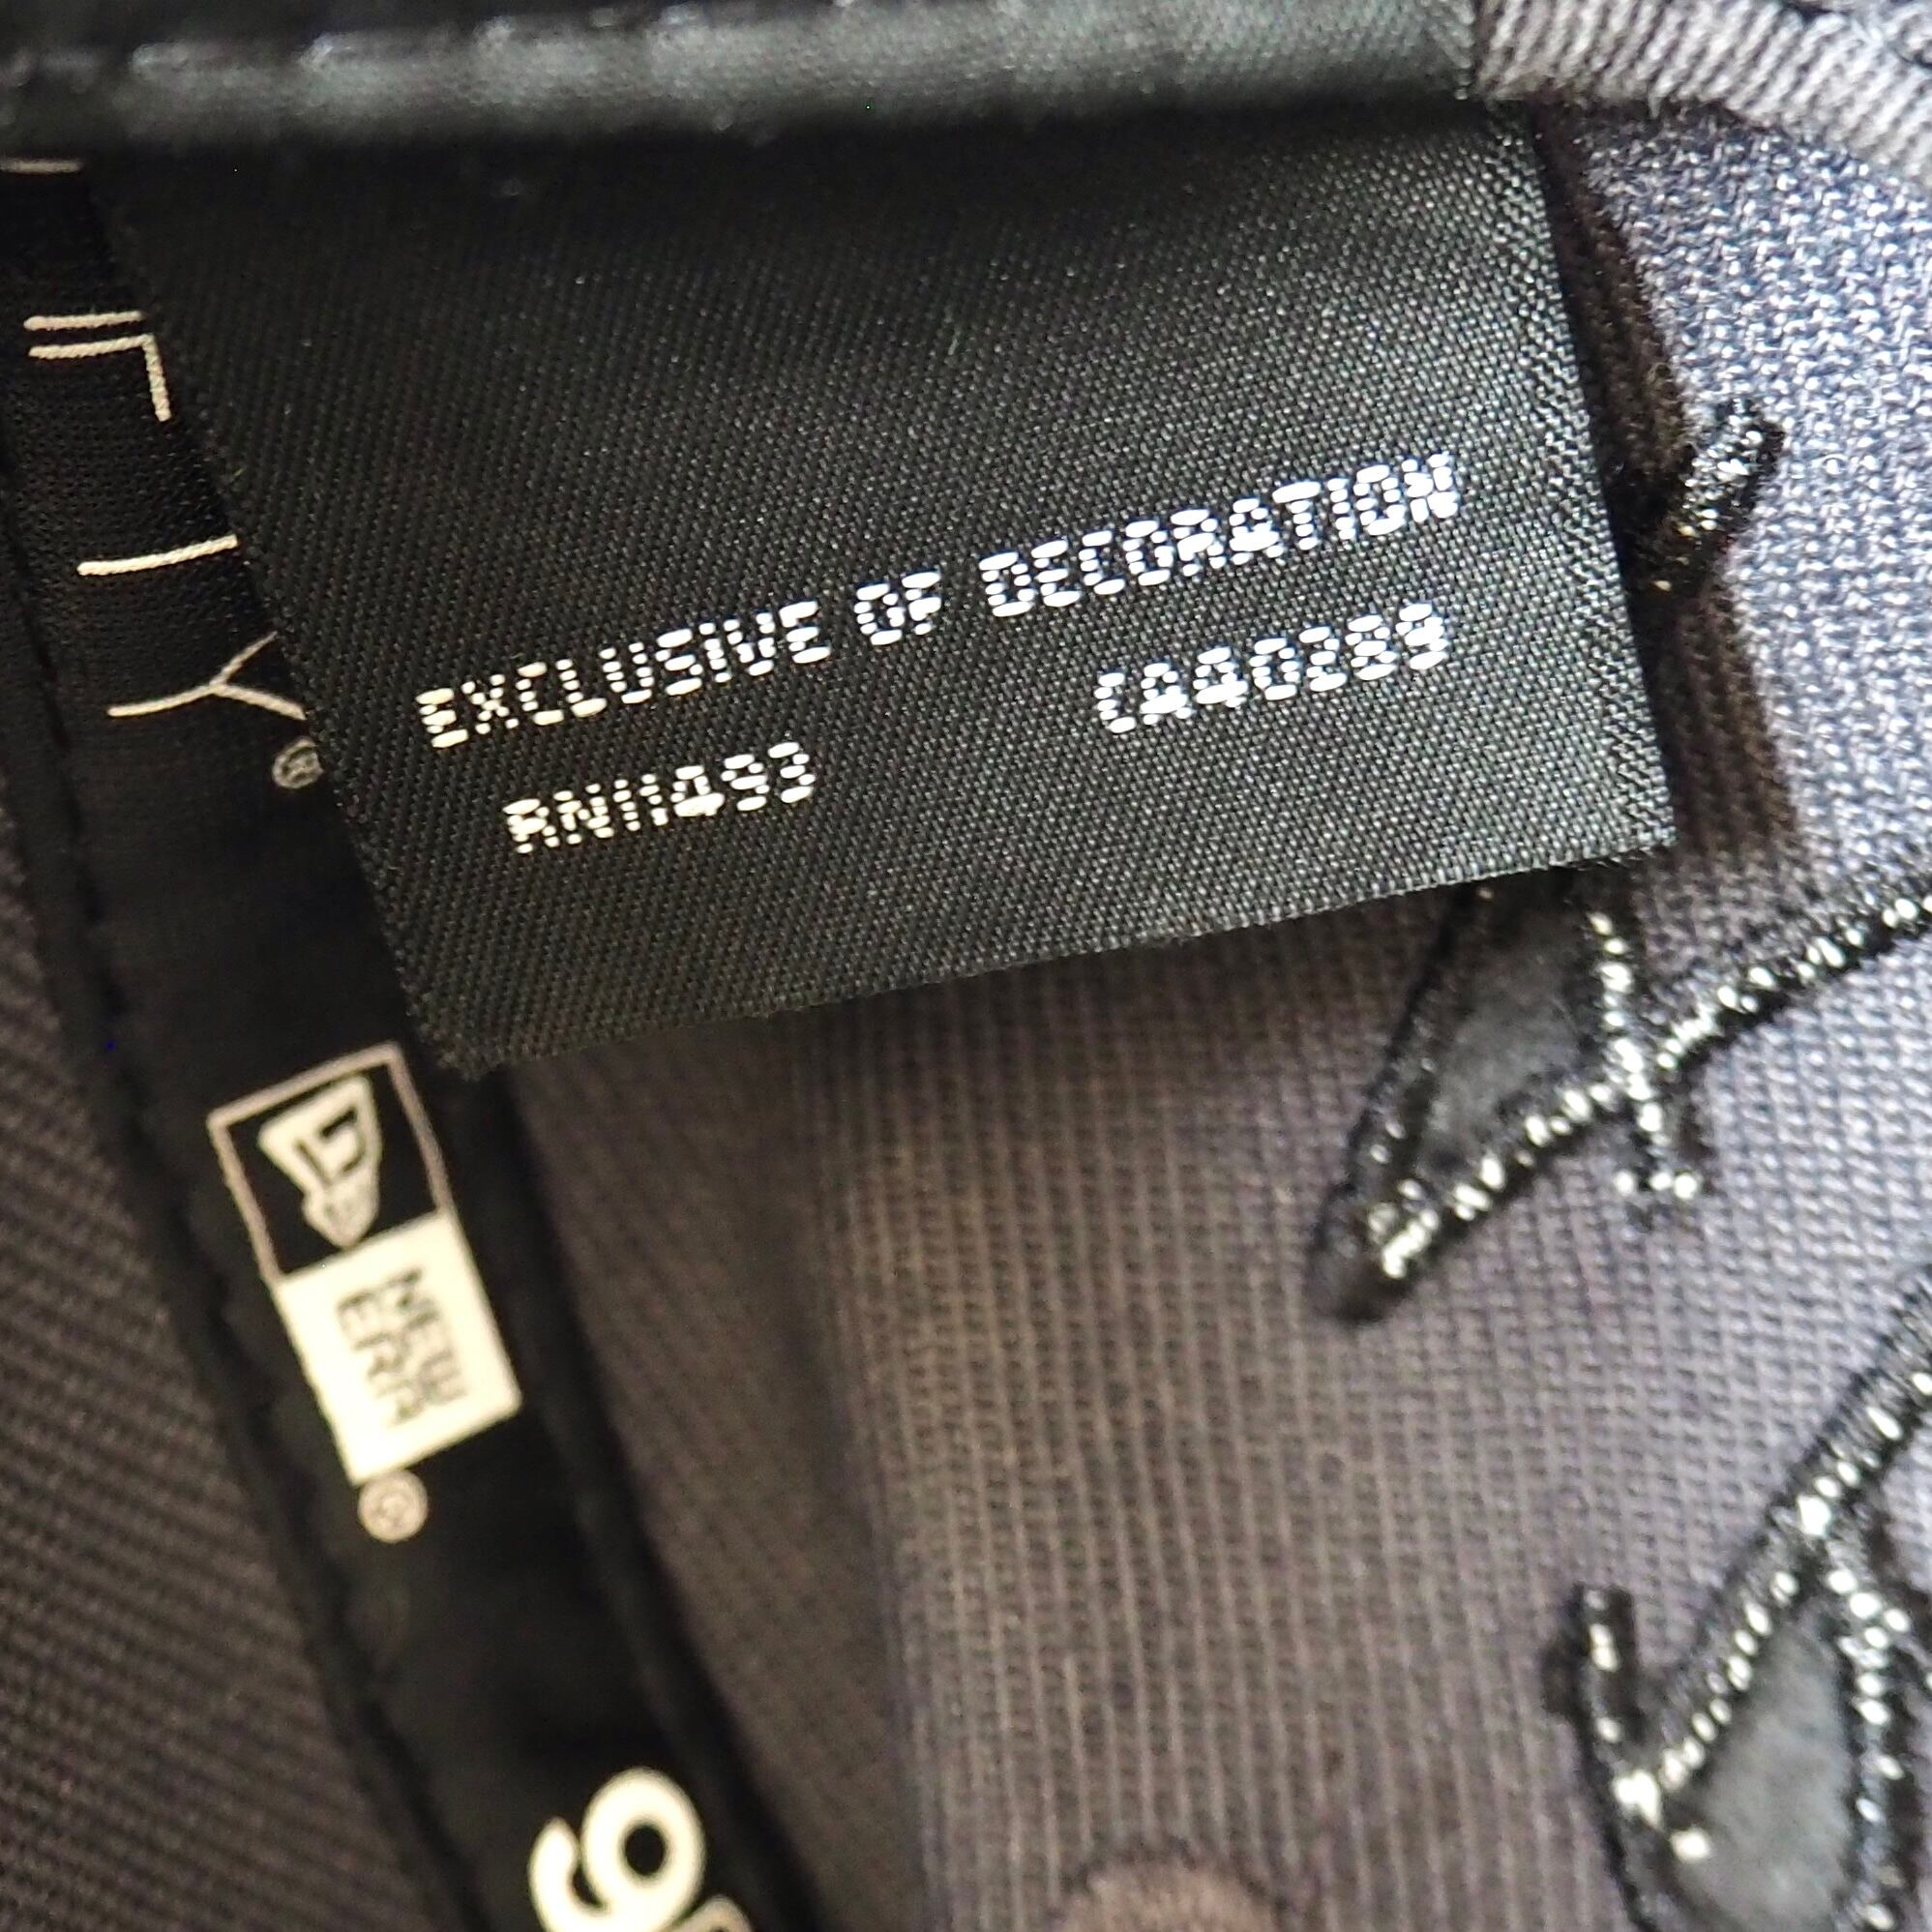 EXCLUSIVE OF DECORATION
RN11493 CA40289
NEW
ERA
®